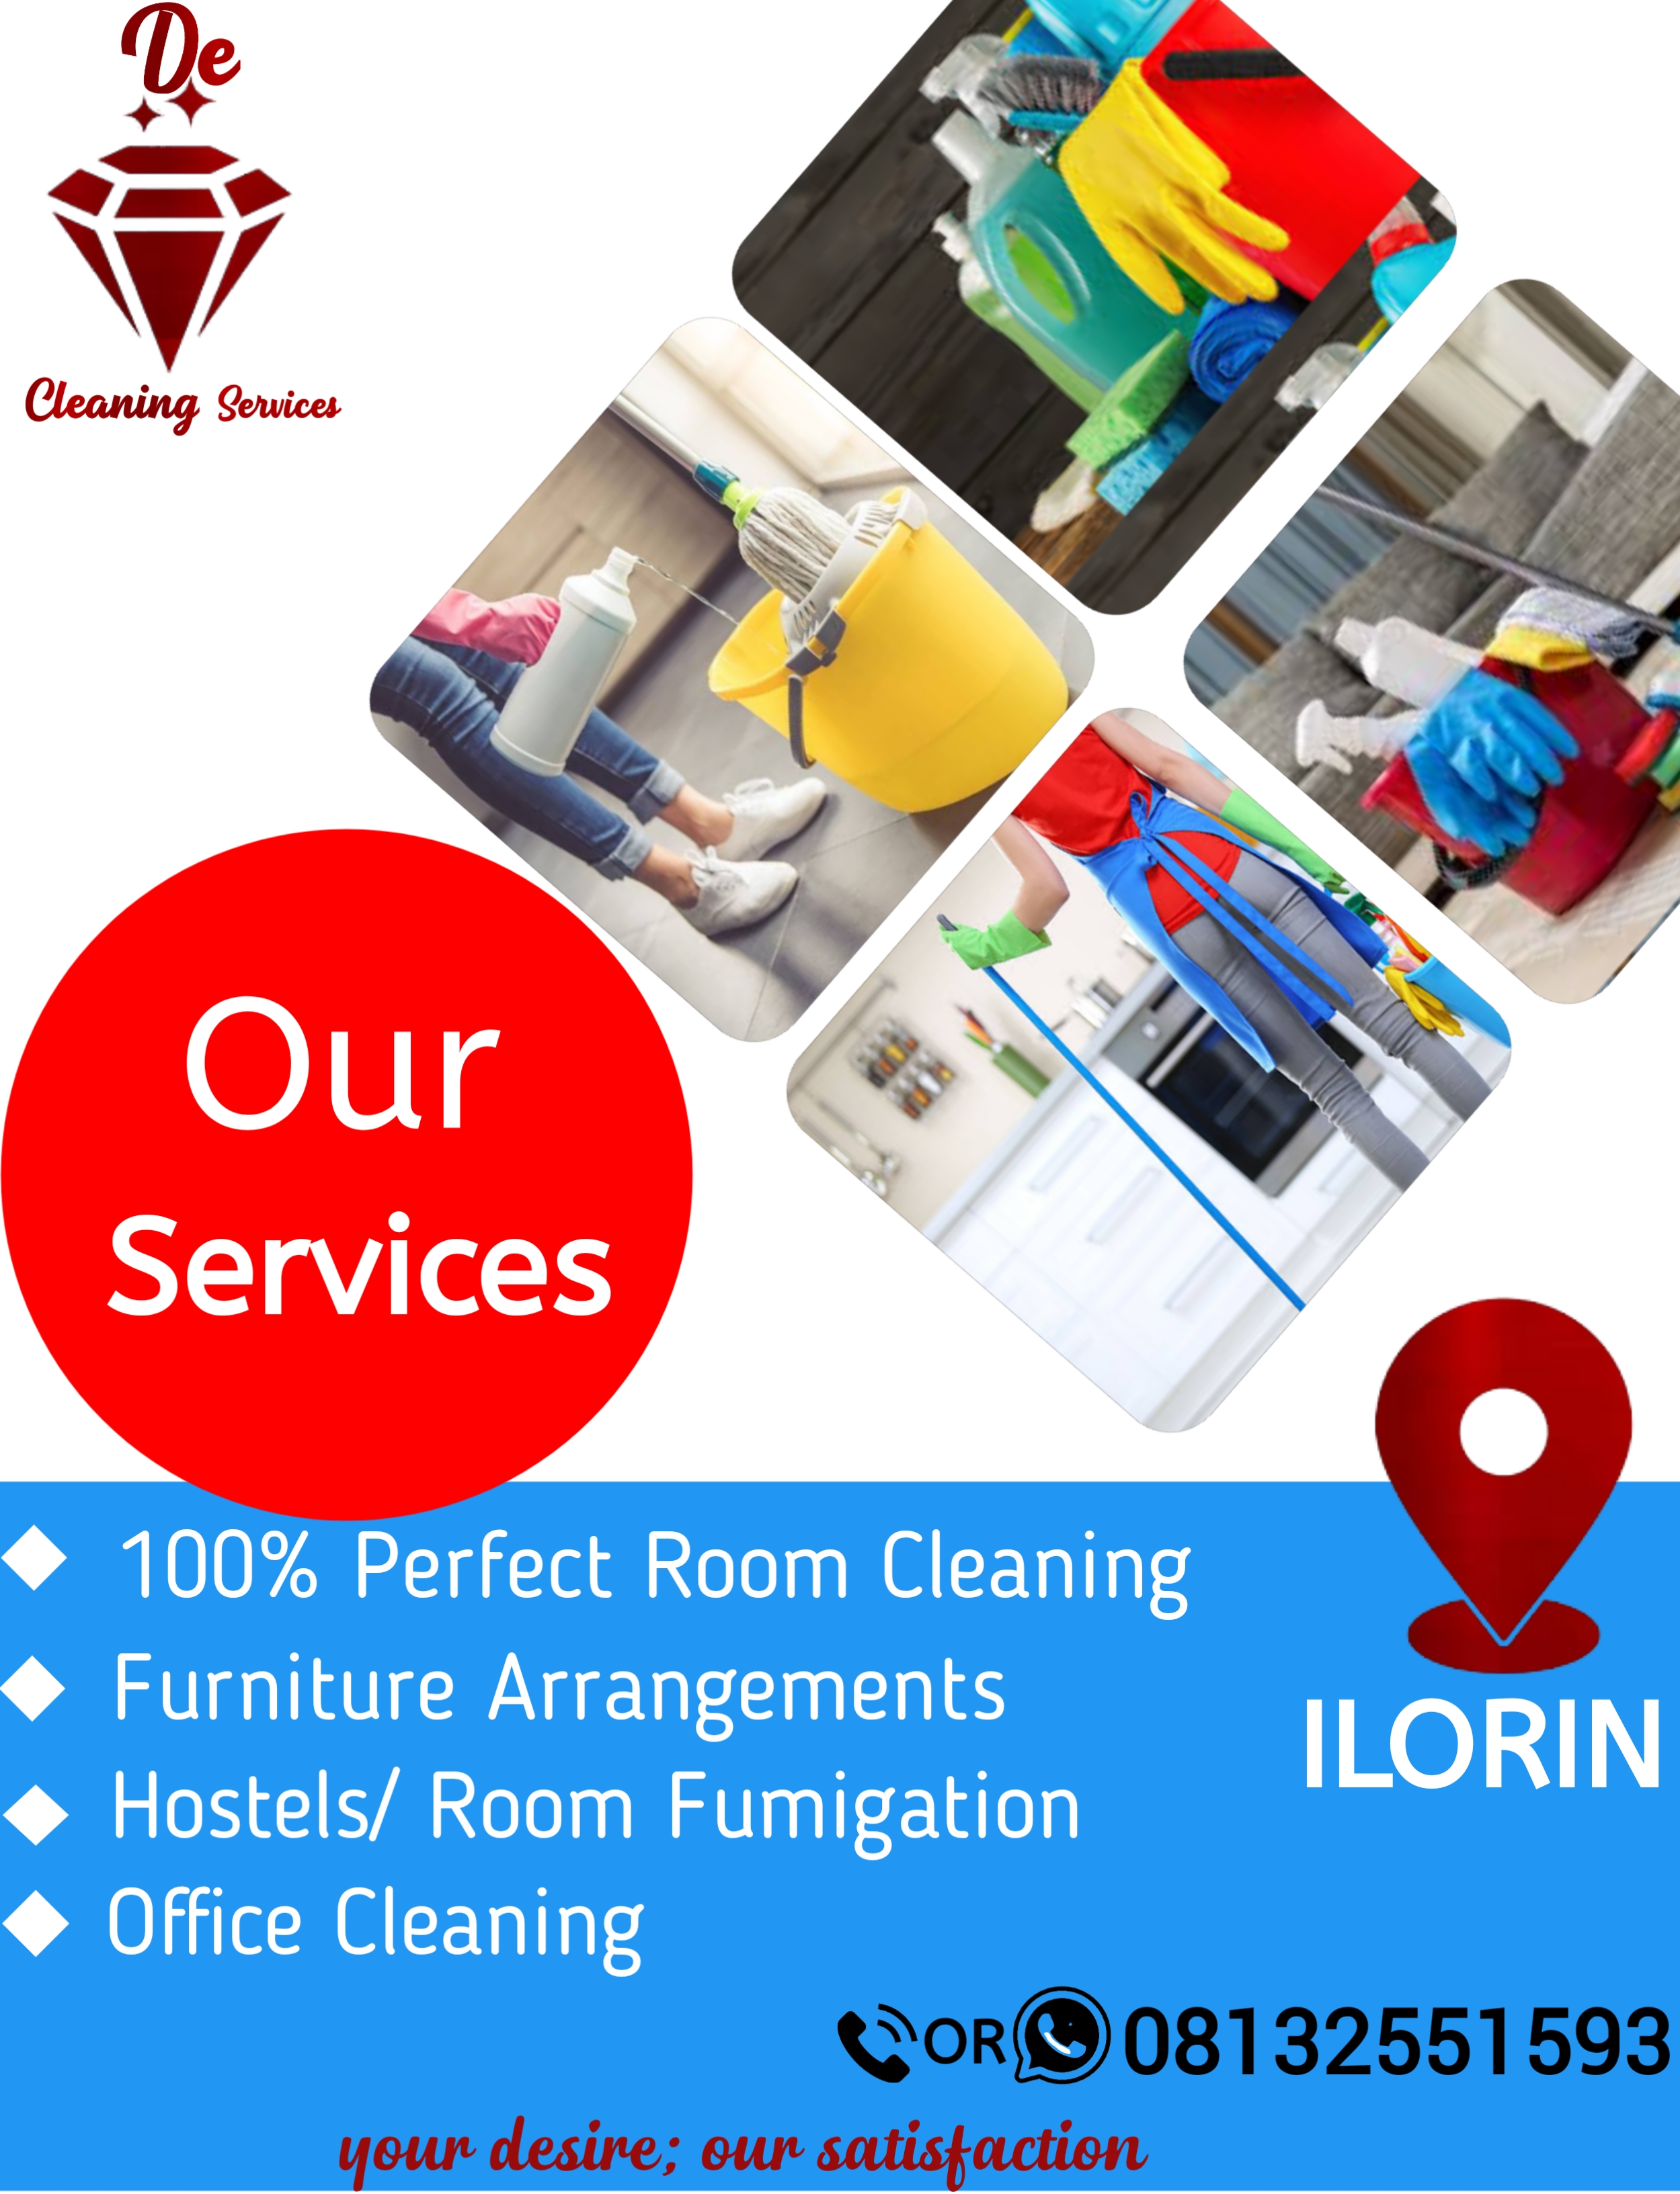 De
Cleaning Services
Our
Services
100% Perfect Room Cleaning
Furniture Arrangements
Hostels/ Room Fumigation
Office Cleaning
ILORIN
OR 08132551593
your desire; our satisfaction